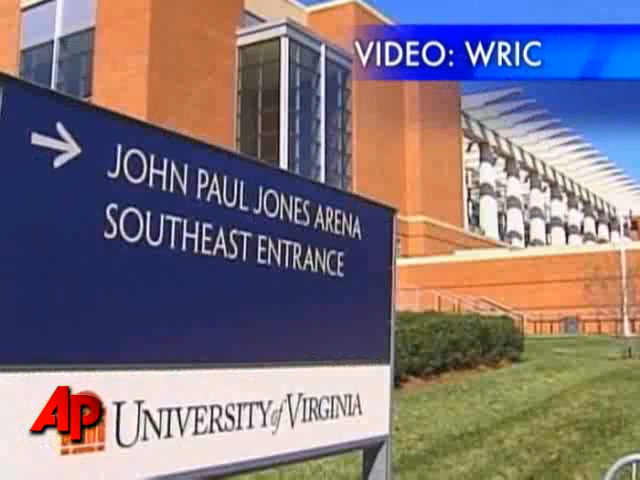 VIDEO: WRIC
JOHN PAUL JONES ARENA
SOUTHEAST ENTRANCE
AP
UNIVERSITY of VIRGINIA